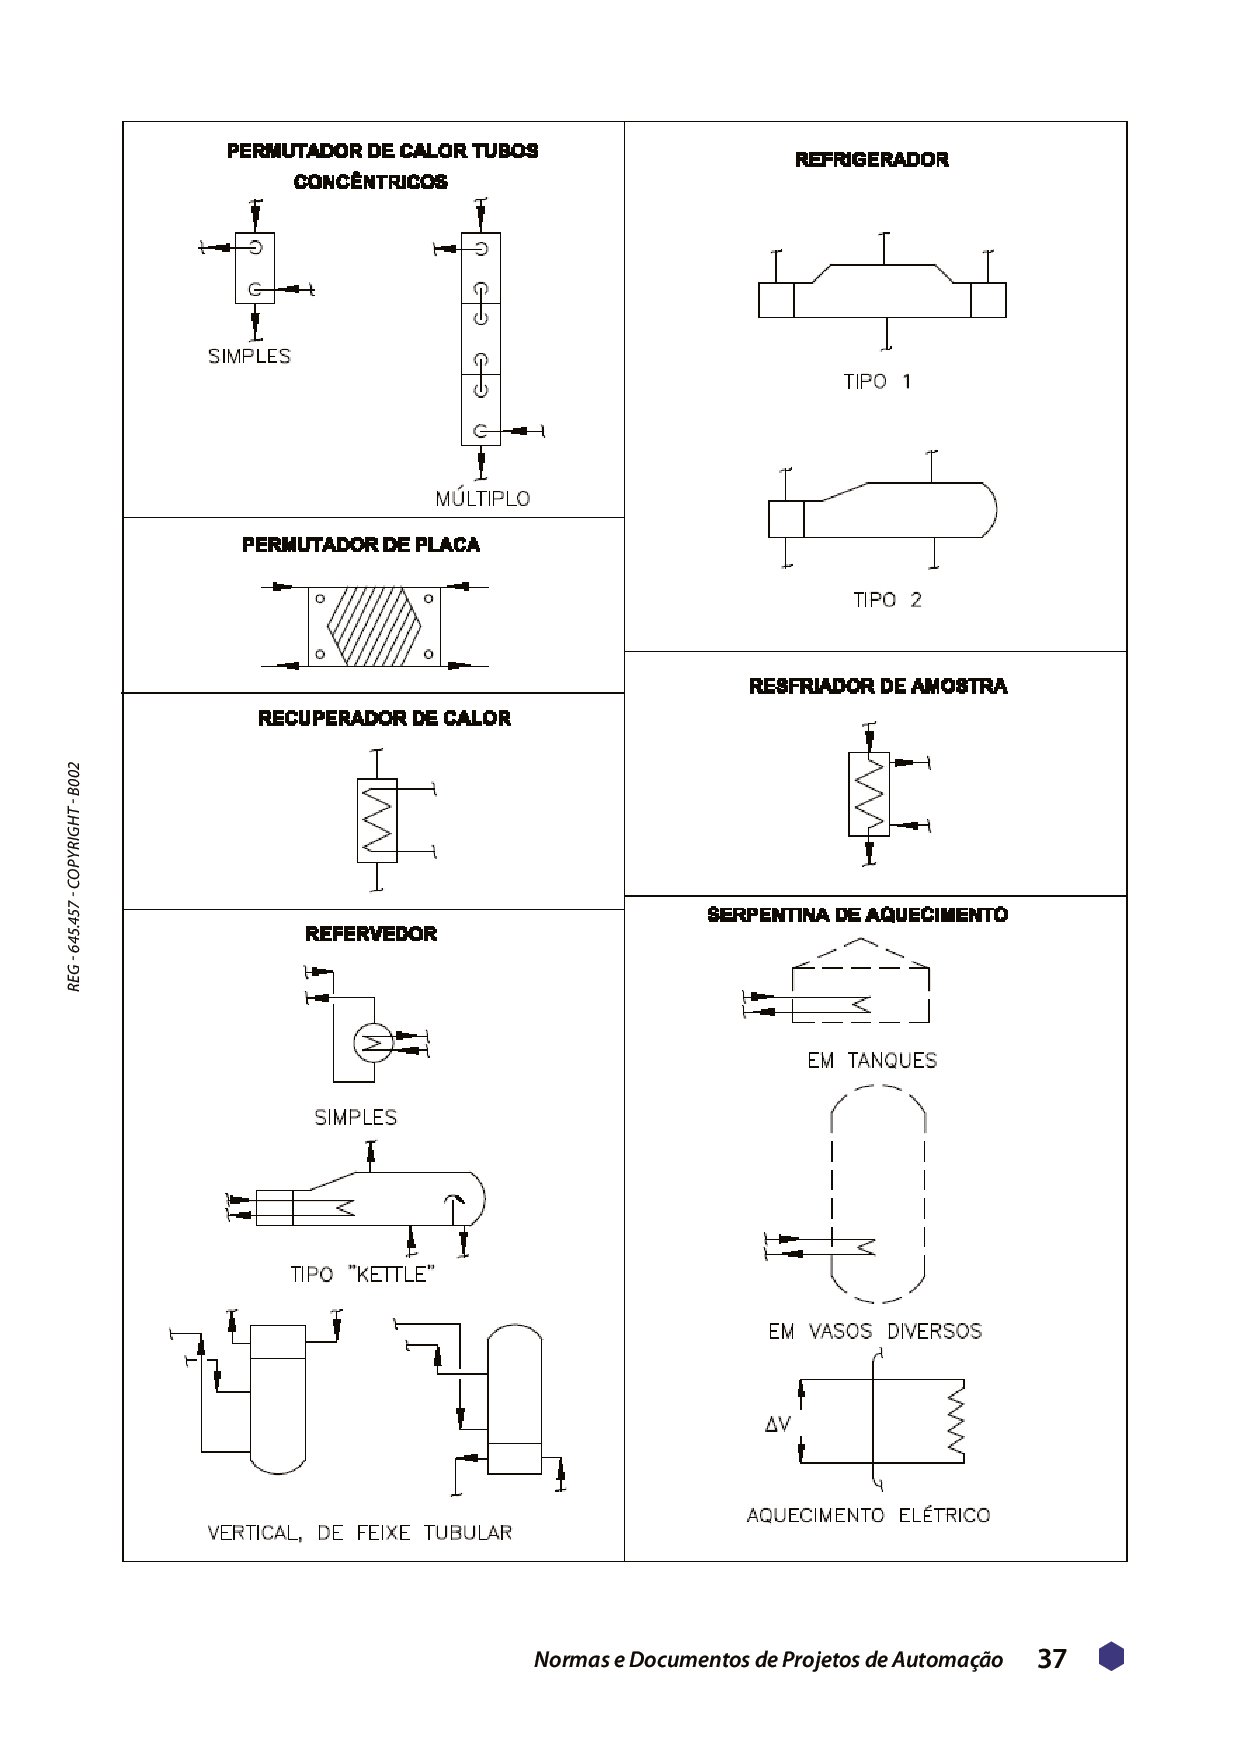 PERMUTADOR DE CALOR TUBOS
CONCÊNTRICOS
SIMPLES
MÚLTIPLO
PERMUTADOR DE PLACA
RECUPERADOR DE CALOR
REFERVEDOR
SIMPLES
TIPO "KETTLE"
VERTICAL, DE FEIXE TUBULAR
REFRIGERADOR
TIPO 1
TIPO 2
RESFRIADOR DE AMOSTRA
SERPENTINA DE AQUECIMENTO
EM TANQUES
EM VASOS DIVERSOS
ΔV
AQUECIMENTO ELÉTRICO
REG - 645.457 - COPYRIGHT - B002
Normas e Documentos de Projetos de Automação 37